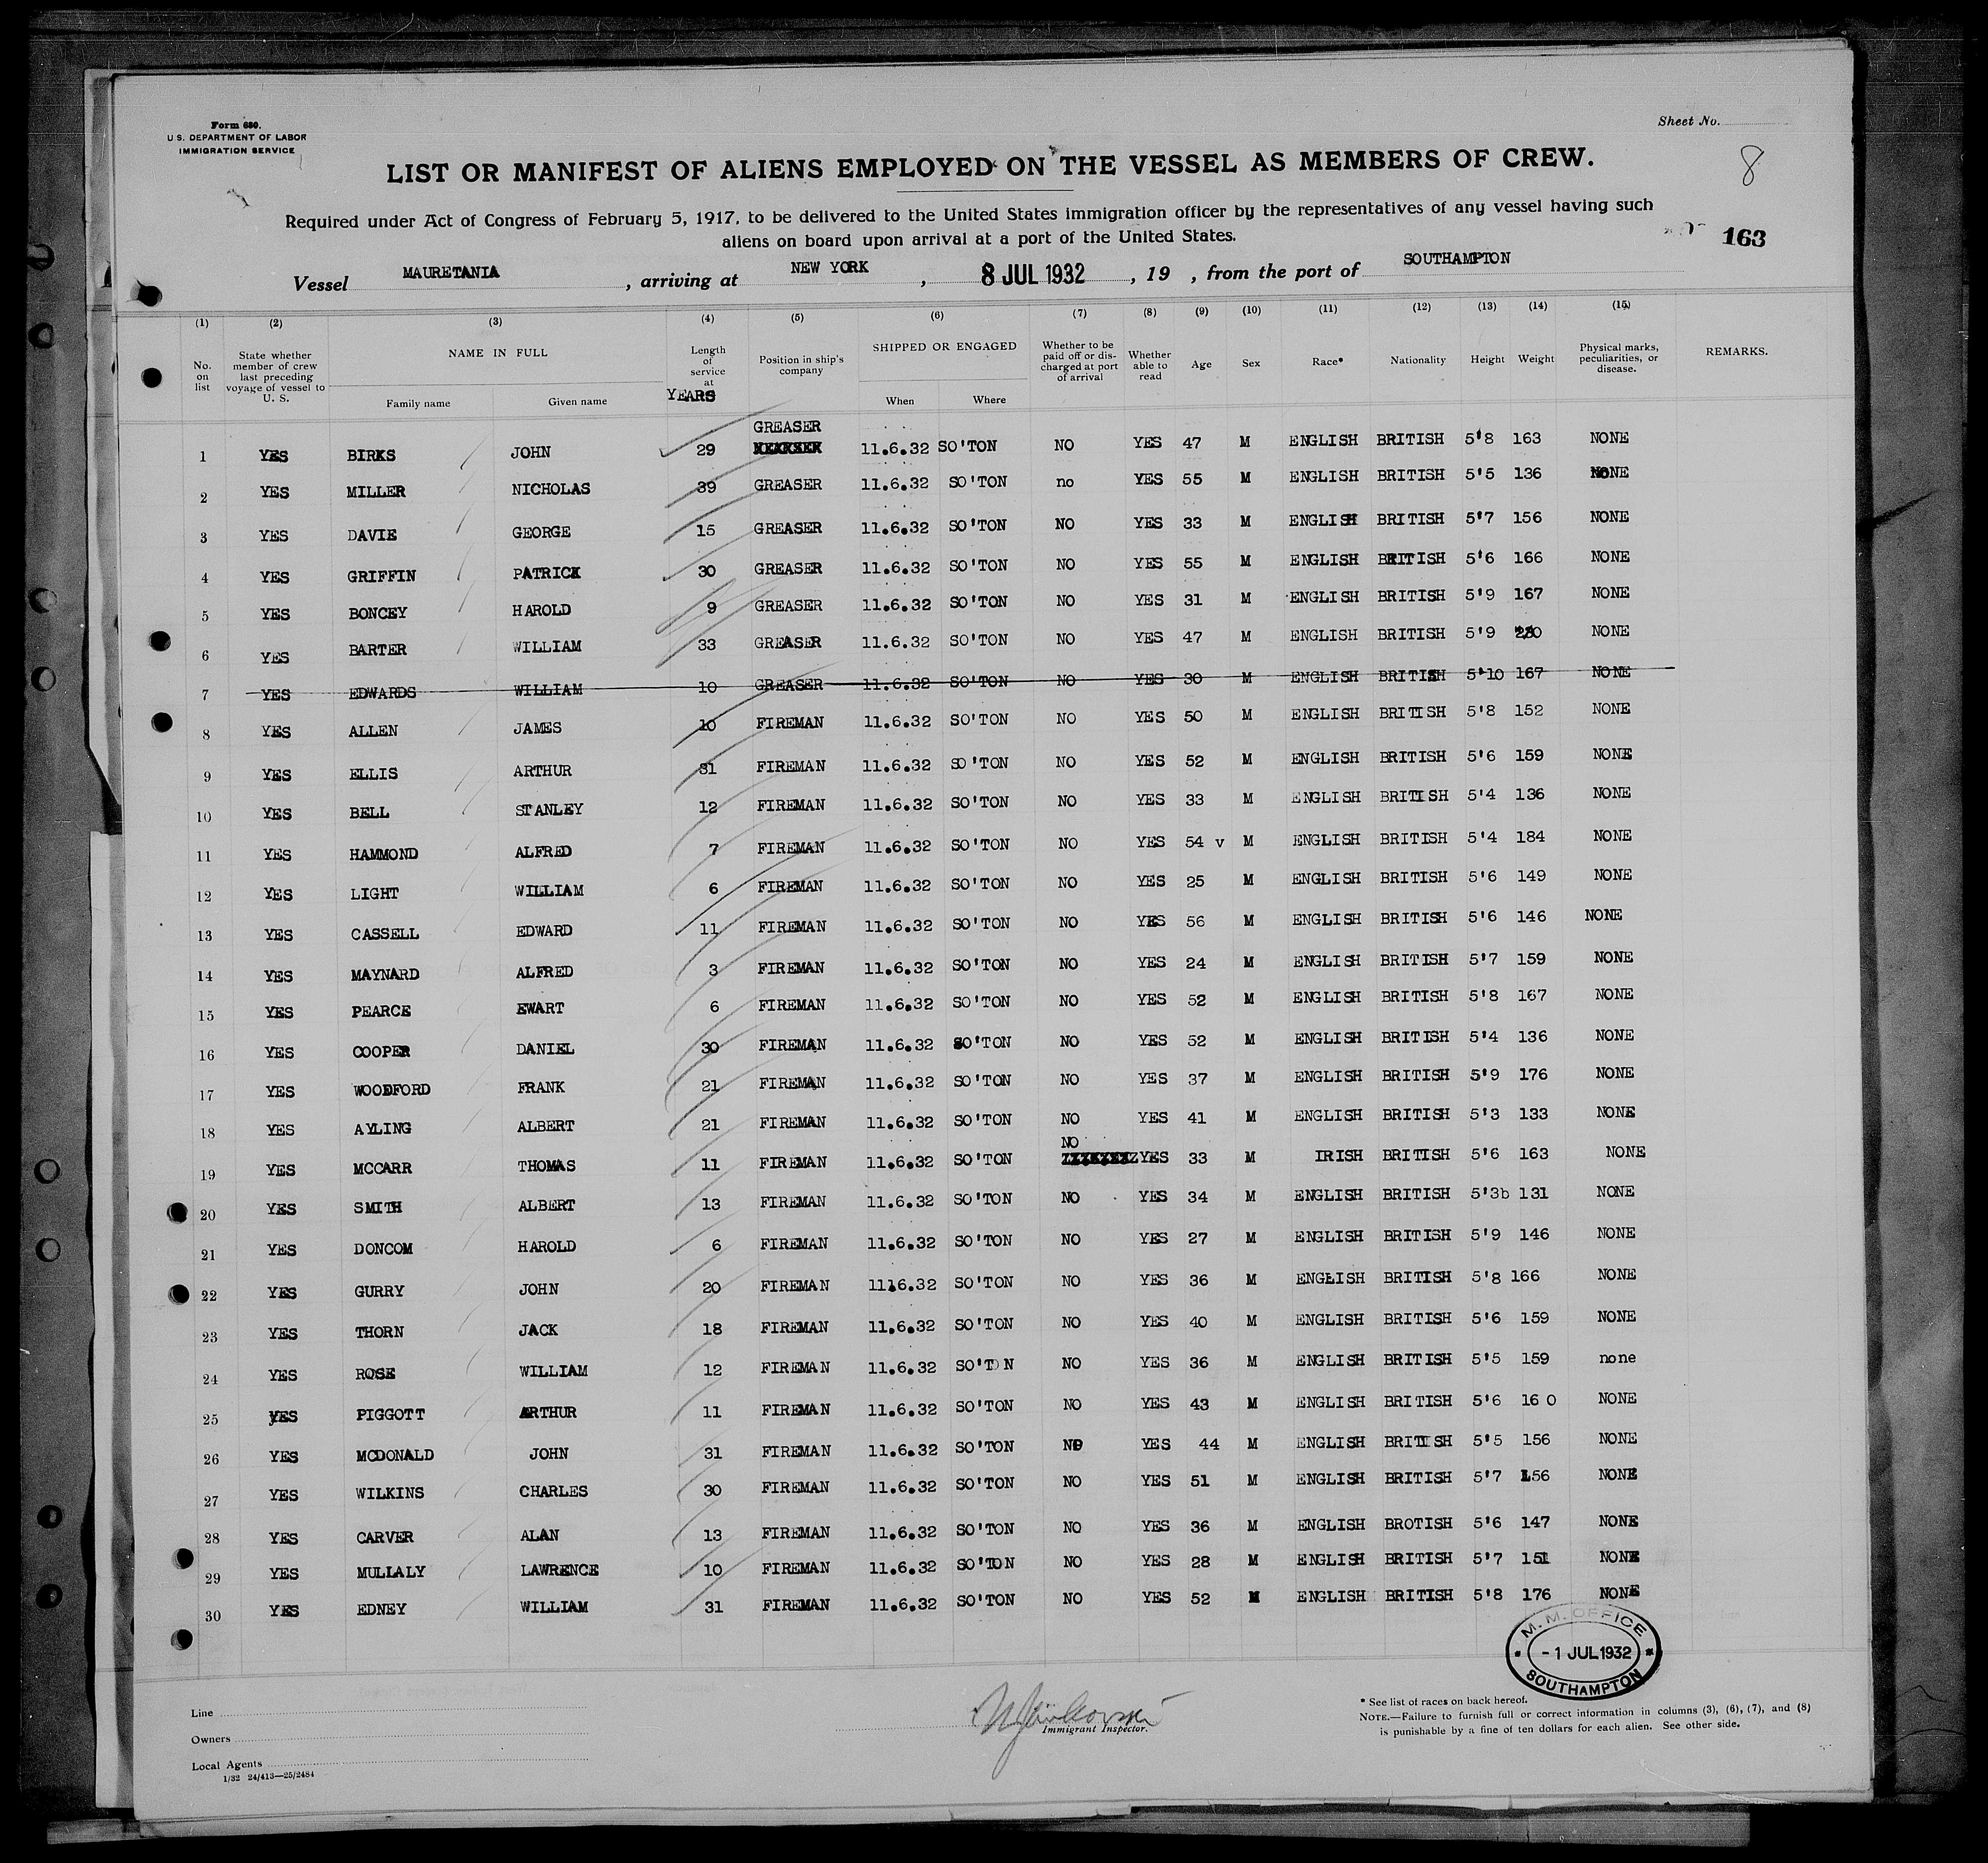 Form 680.
U.S. DEPARTMENT OF LABOR
IMMIGRATION SERVICE
Sheet No.
8
LIST OR MANIFEST OF ALIENS EMPLOYED ON THE VESSEL AS MEMBERS OF CREW.
Required under Act of Congress of February 5, 1917, to be delivered to the United States immigration officer by the representatives of any vessel having such
aliens on board upon arrival at a port of the United States.
163
Vessel MAURETANIA, arriving at NEW YORK, 8 JUL 1932, 19 , from the port of SOUTHAMPTON
(1) (2) (3) (4) (5) (6) (7) (8) (9) (10) (11) (12) (13) (14) (15)
No. on list State whether member of crew last preceding voyage of vessel to U. S. NAME IN FULL Family name Given name Length of service at YEARS Position in ship's company SHIPPED OR ENGAGED When Where Whether to be paid off or discharged at port of arrival Whether able to read Age Sex Race* Nationality Height Weight Physical marks, peculiarities, or disease. REMARKS.
GREASER
1 YES BIRKS JOHN 29 11.6.32 SO'TON NO YES 47 M ENGLISH BRITISH 5'8 163 NONE
2 YES MILLER NICHOLAS 39 GREASER 11.6.32 SO'TON no YES 55 M ENGLISH BRITISH 5'5 136 NONE
3 YES DAVIE GEORGE 15 GREASER 11.6.32 SO'TON NO YES 33 M ENGLISH BRITISH 5'7 156 NONE
4 YES GRIFFIN PATRICK 30 GREASER 11.6.32 SO'TON NO YES 55 M ENGLISH BRITISH 5'6 166 NONE
5 YES BONCEY HAROLD 9 GREASER 11.6.32 SO'TON NO YES 31 M ENGLISH BRITISH 5'9 167 NONE
6 YES BARTER WILLIAM 33 GREASER 11.6.32 SO'TON NO YES 47 M ENGLISH BRITISH 5'9 NONE
7 YES EDWARDS WILLIAM 10 GREASER 11.6.32 SO'TON NO YES 30 M ENGLISH BRITISH 5'10 167 NONE
8 YES ALLEN JAMES 10 FIREMAN 11.6.32 SO'TON NO YES 50 M ENGLISH BRITISH 5'8 152 NONE
9 YES ELLIS ARTHUR 31 FIREMAN 11.6.32 SO'TON NO YES 52 M ENGLISH BRITISH 5'6 159 NONE
10 YES BELL STANLEY 12 FIREMAN 11.6.32 SO'TON NO YES 33 M ENGLISH BRITISH 5'4 136 NONE
11 YES HAMMOND ALFRED 7 FIREMAN 11.6.32 SO'TON NO YES 54 v M ENGLISH BRITISH 5'4 184 NONE
12 YES LIGHT WILLIAM 6 FIREMAN 11.6.32 SO'TON NO YES 25 M ENGLISH BRITISH 5'6 149 NONE
13 YES CASSELL EDWARD 11 FIREMAN 11.6.32 SO'TON NO YES 56 M ENGLISH BRITISH 5'6 146 NONE
14 YES MAYNARD ALFRED 3 FIREMAN 11.6.32 SO'TON NO YES 24 M ENGLISH BRITISH 5'7 159 NONE
15 YES PEARCE EWART 6 FIREMAN 11.6.32 SO'TON NO YES 52 M ENGLISH BRITISH 5'8 167 NONE
16 YES COOPER DANIEL 30 FIREMAN 11.6.32 SO'TON NO YES 52 M ENGLISH BRITISH 5'4 136 NONE
17 YES WOODFORD FRANK 21 FIREMAN 11.6.32 SO'TON NO YES 37 M ENGLISH BRITISH 5'9 176 NONE
18 YES AYLING ALBERT 21 FIREMAN 11.6.32 SO'TON NO YES 41 M ENGLISH BRITISH 5'3 133 NONE
19 YES MCCARR THOMAS 11 FIREMAN 11.6.32 SO'TON NO YES 33 M IRISH BRITISH 5'6 163 NONE
20 YES SMITH ALBERT 13 FIREMAN 11.6.32 SO'TON NO YES 34 M ENGLISH BRITISH 5'3b 131 NONE
21 YES DONCOM HAROLD 6 FIREMAN 11.6.32 SO'TON NO YES 27 M ENGLISH BRITISH 5'9 146 NONE
22 YES GURRY JOHN 20 FIREMAN 1116.32 SO'TON NO YES 36 M ENGLISH BRITISH 5'8 166 NONE
23 YES THORN JACK 18 FIREMAN 11.6.32 SO'TON NO YES 40 M ENGLISH BRITISH 5'6 159 NONE
24 YES ROSE WILLIAM 12 FIREMAN 11.6.32 SO'TON NO YES 36 M ENGLISH BRITISH 5'5 159 none
25 YES PIGGOTT ARTHUR 11 FIREMAN 11.6.32 SO'TON NO YES 43 M ENGLISH BRITISH 5'6 16 0 NONE
26 YES MCDONALD JOHN 31 FIREMAN 11.6.32 SO'TON NO YES 44 M ENGLISH BRITISH 5'5 156 NONE
27 YES WILKINS CHARLES 30 FIREMAN 11.6.32 SO'TON NO YES 51 M ENGLISH BRITISH 5'7 156 NONE
28 YES CARVER ALAN 13 FIREMAN 11.6.32 SO'TON NO YES 36 M ENGLISH BROTISH 5'6 147 NONE
29 YES MULLALY LAWRENCE 10 FIREMAN 11.6.32 SO'TON NO YES 28 M ENGLISH BRITISH 5'7 151 NONE
30 YES EDNEY WILLIAM 31 FIREMAN 11.6.32 SO'TON NO YES 52 M ENGLISH BRITISH 5'8 176 NONE
M. M. OFFICE
- 1 JUL 1932
SOUTHAMPTON
Line
Owners
Local Agents
1/32 24/413—25/2484
Immigrant Inspector.
* See list of races on back hereof.
NOTE.—Failure to furnish full or correct information in columns (3), (6), (7), and (8)
is punishable by a fine of ten dollars for each alien. See other side.